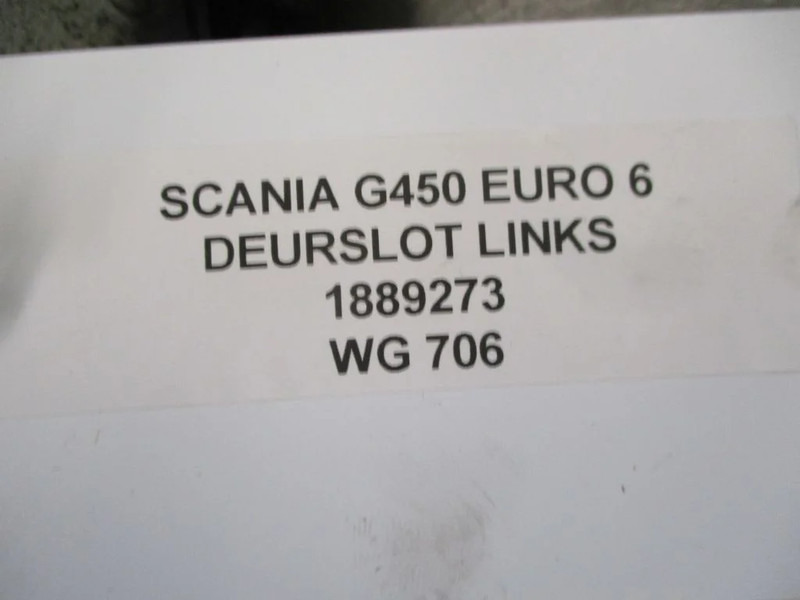 SCANIA G450 EURO 6
DEURSLOT LINKS
1889273
WG 706